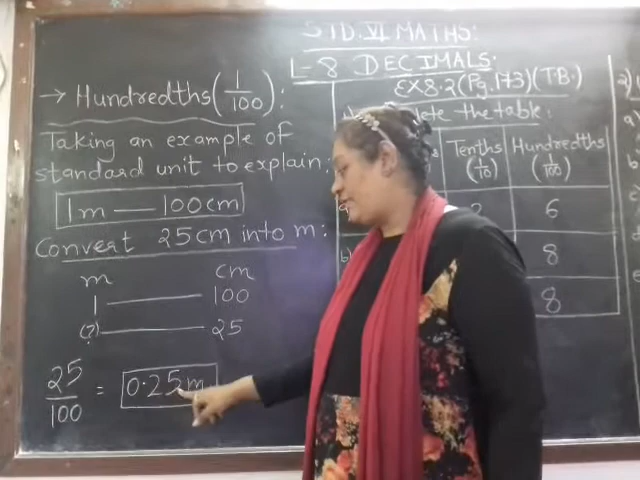 STD. VI MATHS:
L-8 DECIMALS:
→ Hundredths (1/100):
Taking an example of
standard unit to explain:
1m — 100cm
Convert 25cm into m:
m cm
1 — 100
(?) — 25
25/100 = 0.25m
EX 8.2 (Pg. 173) (T.B.)
the table:
Tenths (1/10) Hundredths (1/100)
6
b) 8
8
2)